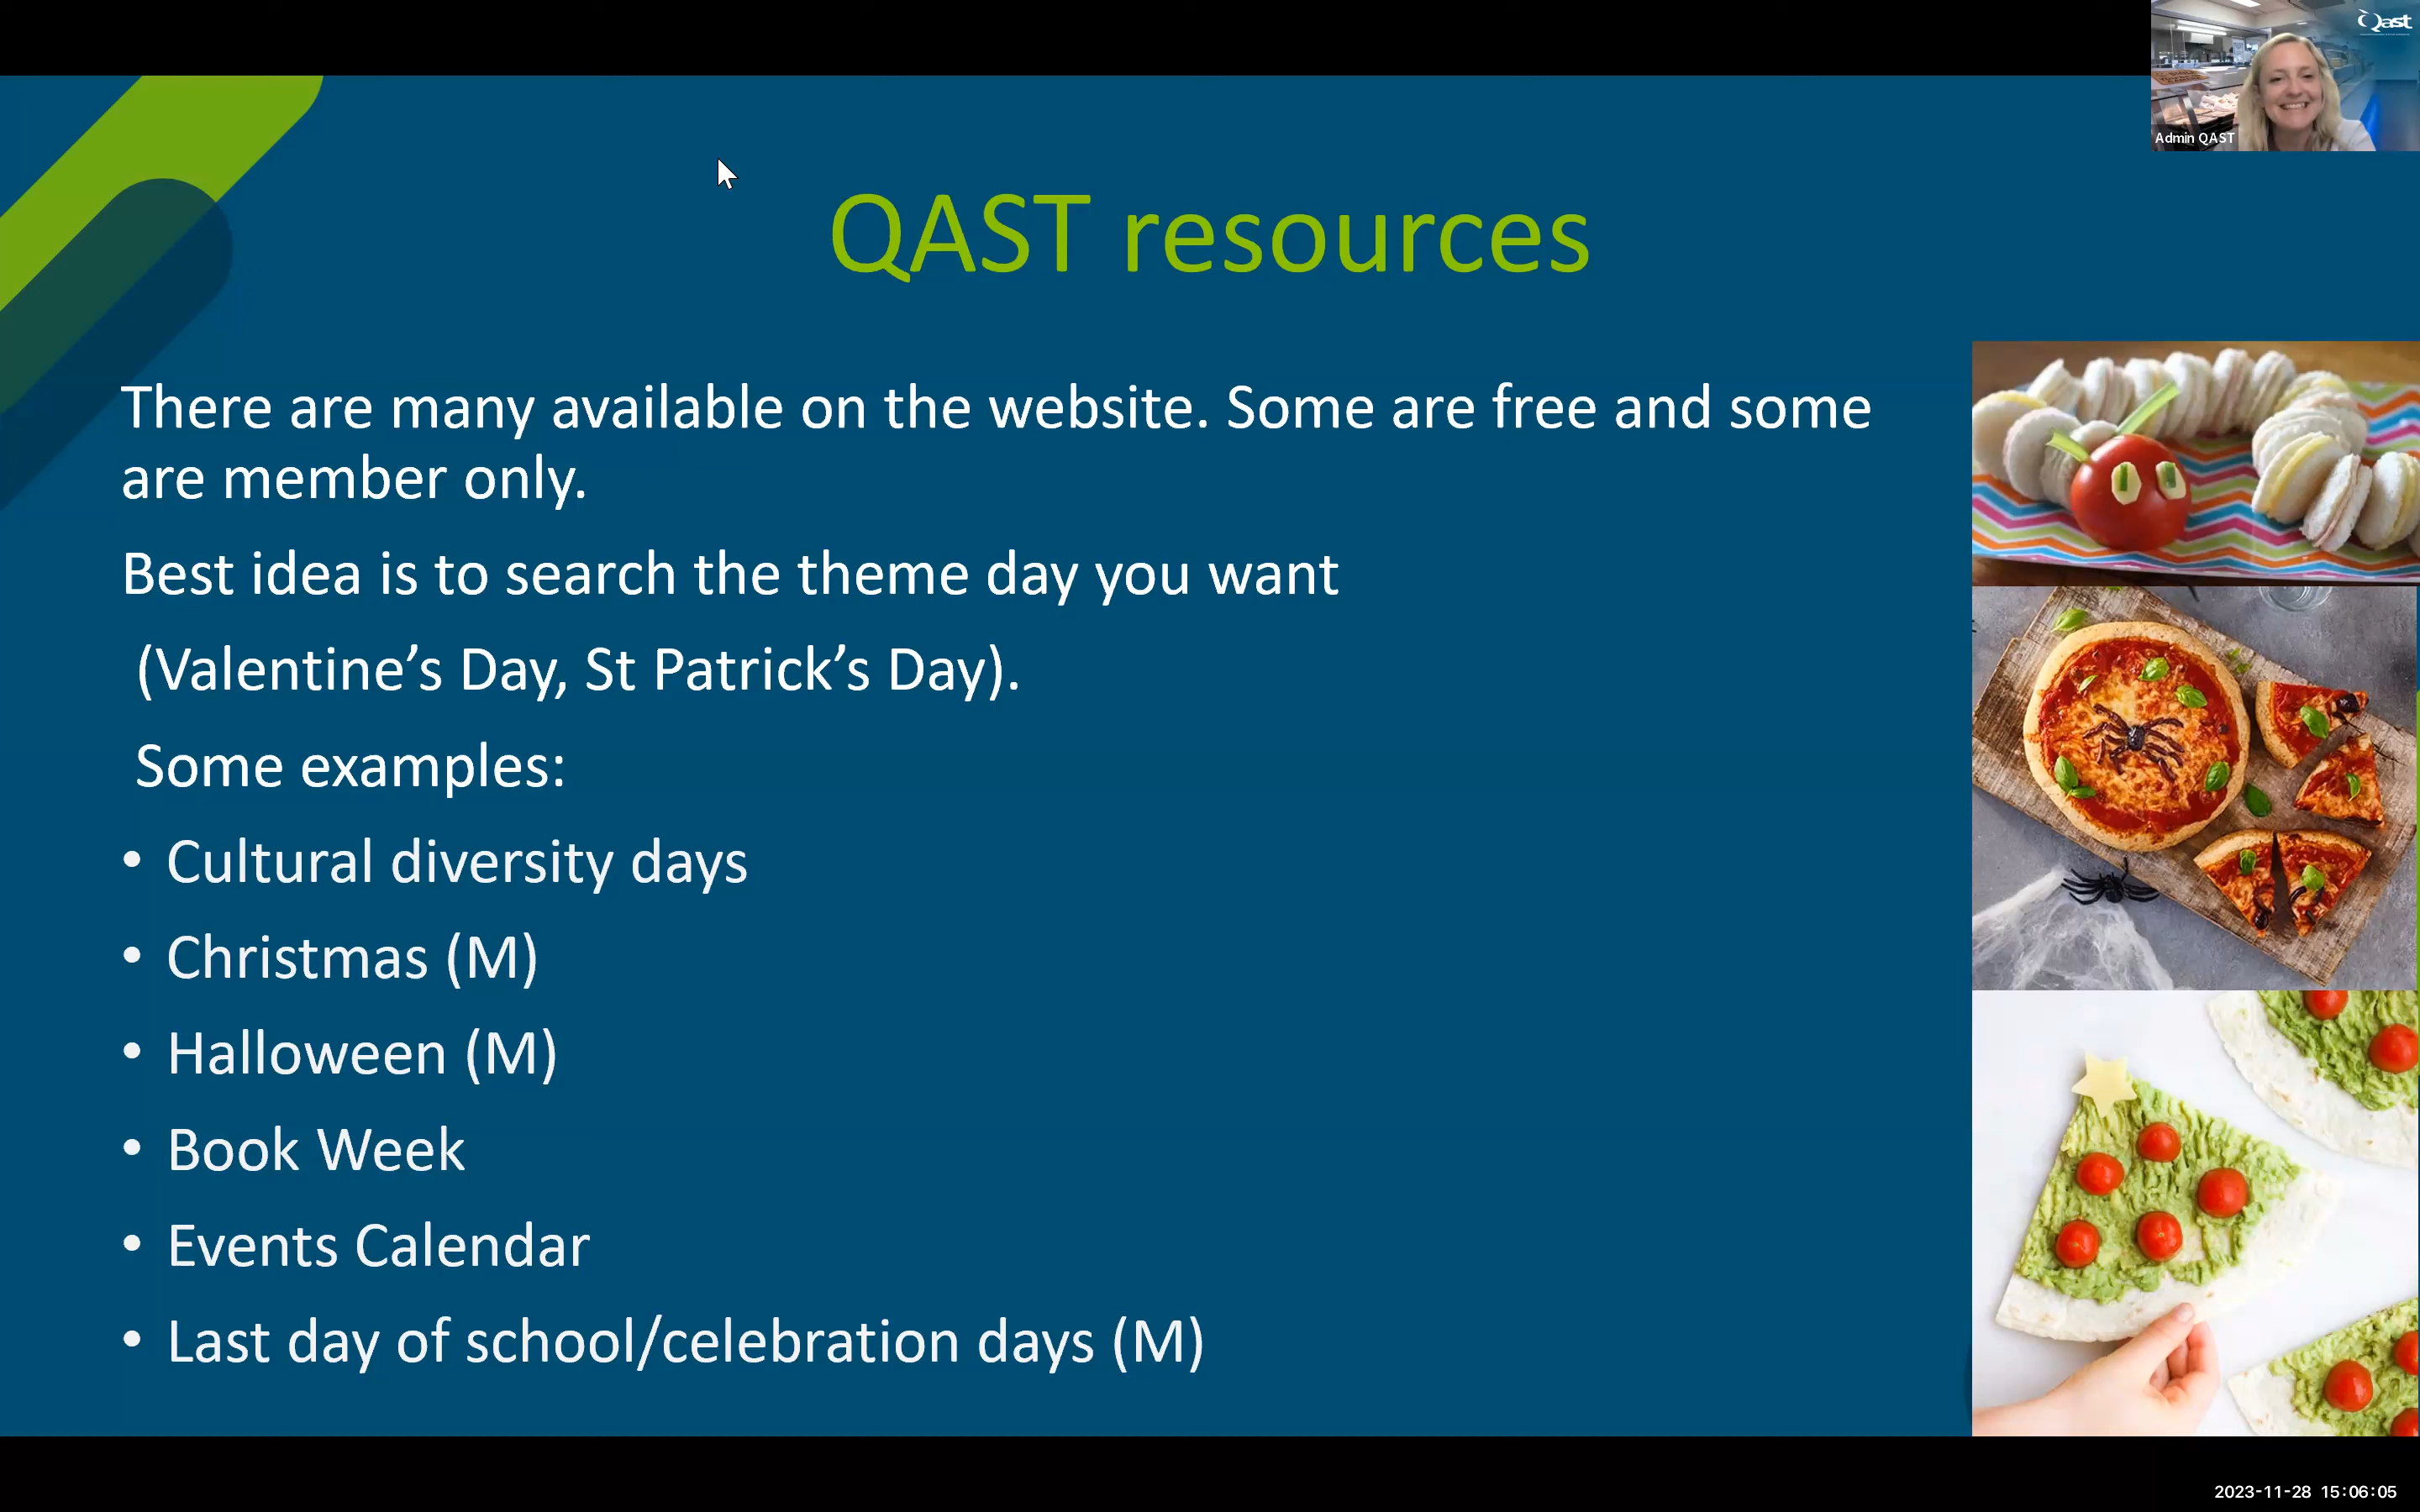 Qast
Admin QAST
QAST resources
There are many available on the website. Some are free and some
are member only.
Best idea is to search the theme day you want
(Valentine’s Day, St Patrick’s Day).
Some examples:
• Cultural diversity days
• Christmas (M)
• Halloween (M)
• Book Week
• Events Calendar
• Last day of school/celebration days (M)
2023-11-28 15:06:05